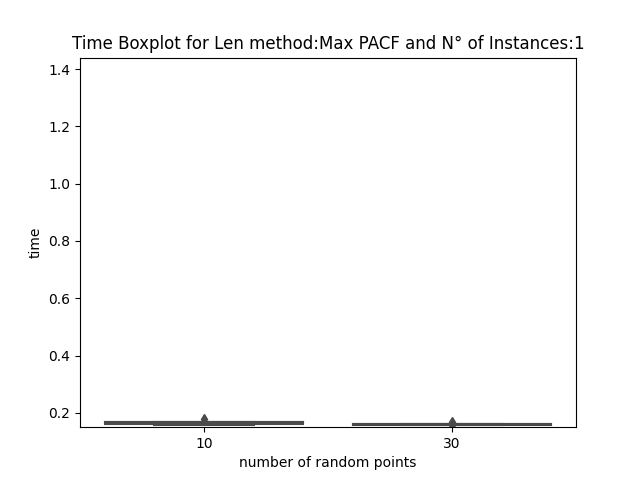 Time Boxplot for Len method:Max PACF and N° of Instances:1
1.4
1.2
1.0
0.8
0.6
0.4
0.2
time
10 30
number of random points